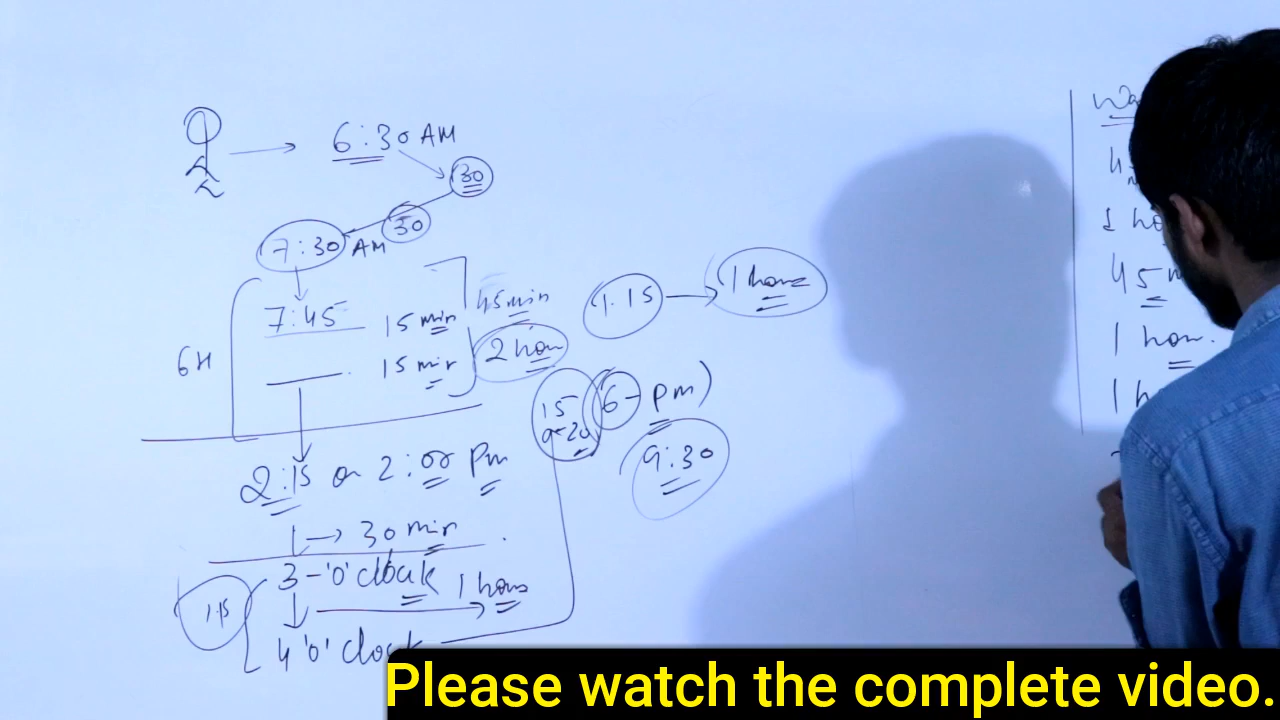 6:30 AM
30
30
7:30 AM
7:45
15 min
45 min
1.15
1 hour
6H
15 min
2 hour
15
or 20
6- pm)
9:30
2:15 or 2:00 pm
1 → 30 min
3-'0' clock
1 hour
1.15
4 '0' clock
45
1 hour.
Please watch the complete video.